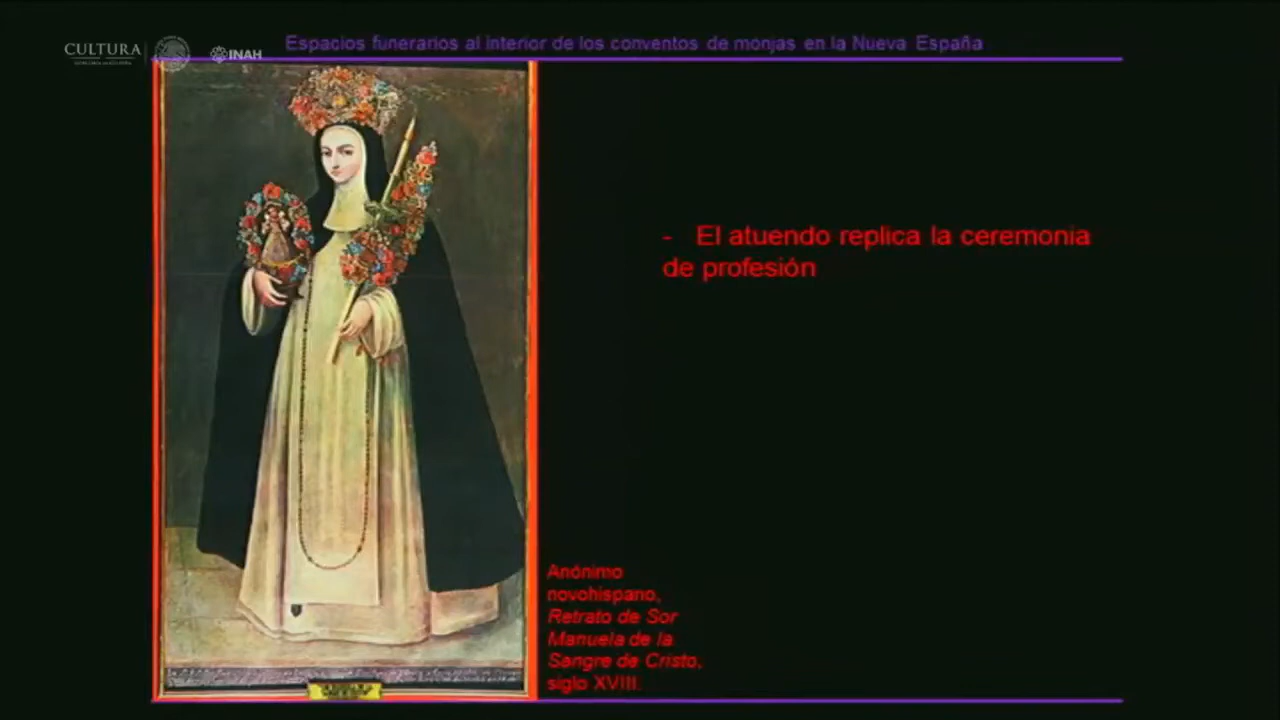 CULTURA
INAH
Espacios funerarios al interior de los conventos de monjas en la Nueva España
- El atuendo replica la ceremonia
de profesión
Anónimo
novohispano,
Retrato de Sor
Manuela de la
Sangre de Cristo,
siglo XVIII.